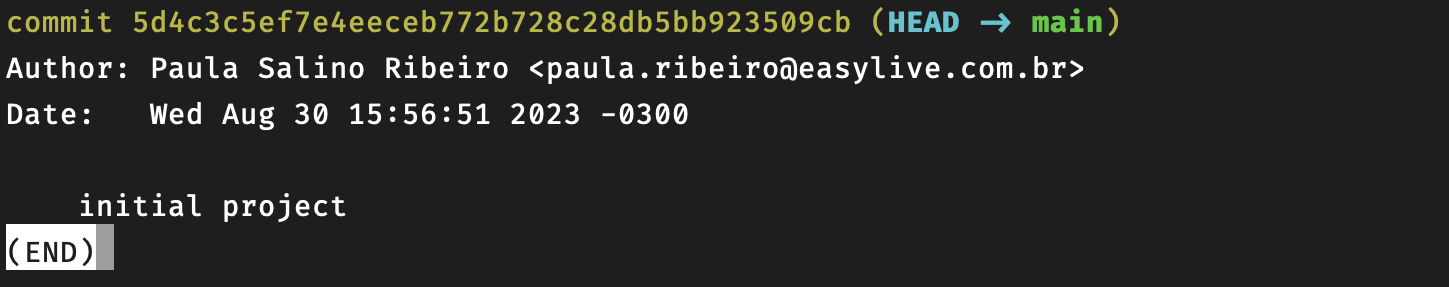 commit 5d4c3c5ef7e4eeceb772b728c28db5bb923509cb (HEAD -> main)
Author: Paula Salino Ribeiro <paula.ribeiro@easylive.com.br>
Date:   Wed Aug 30 15:56:51 2023 -0300
    initial project
(END)